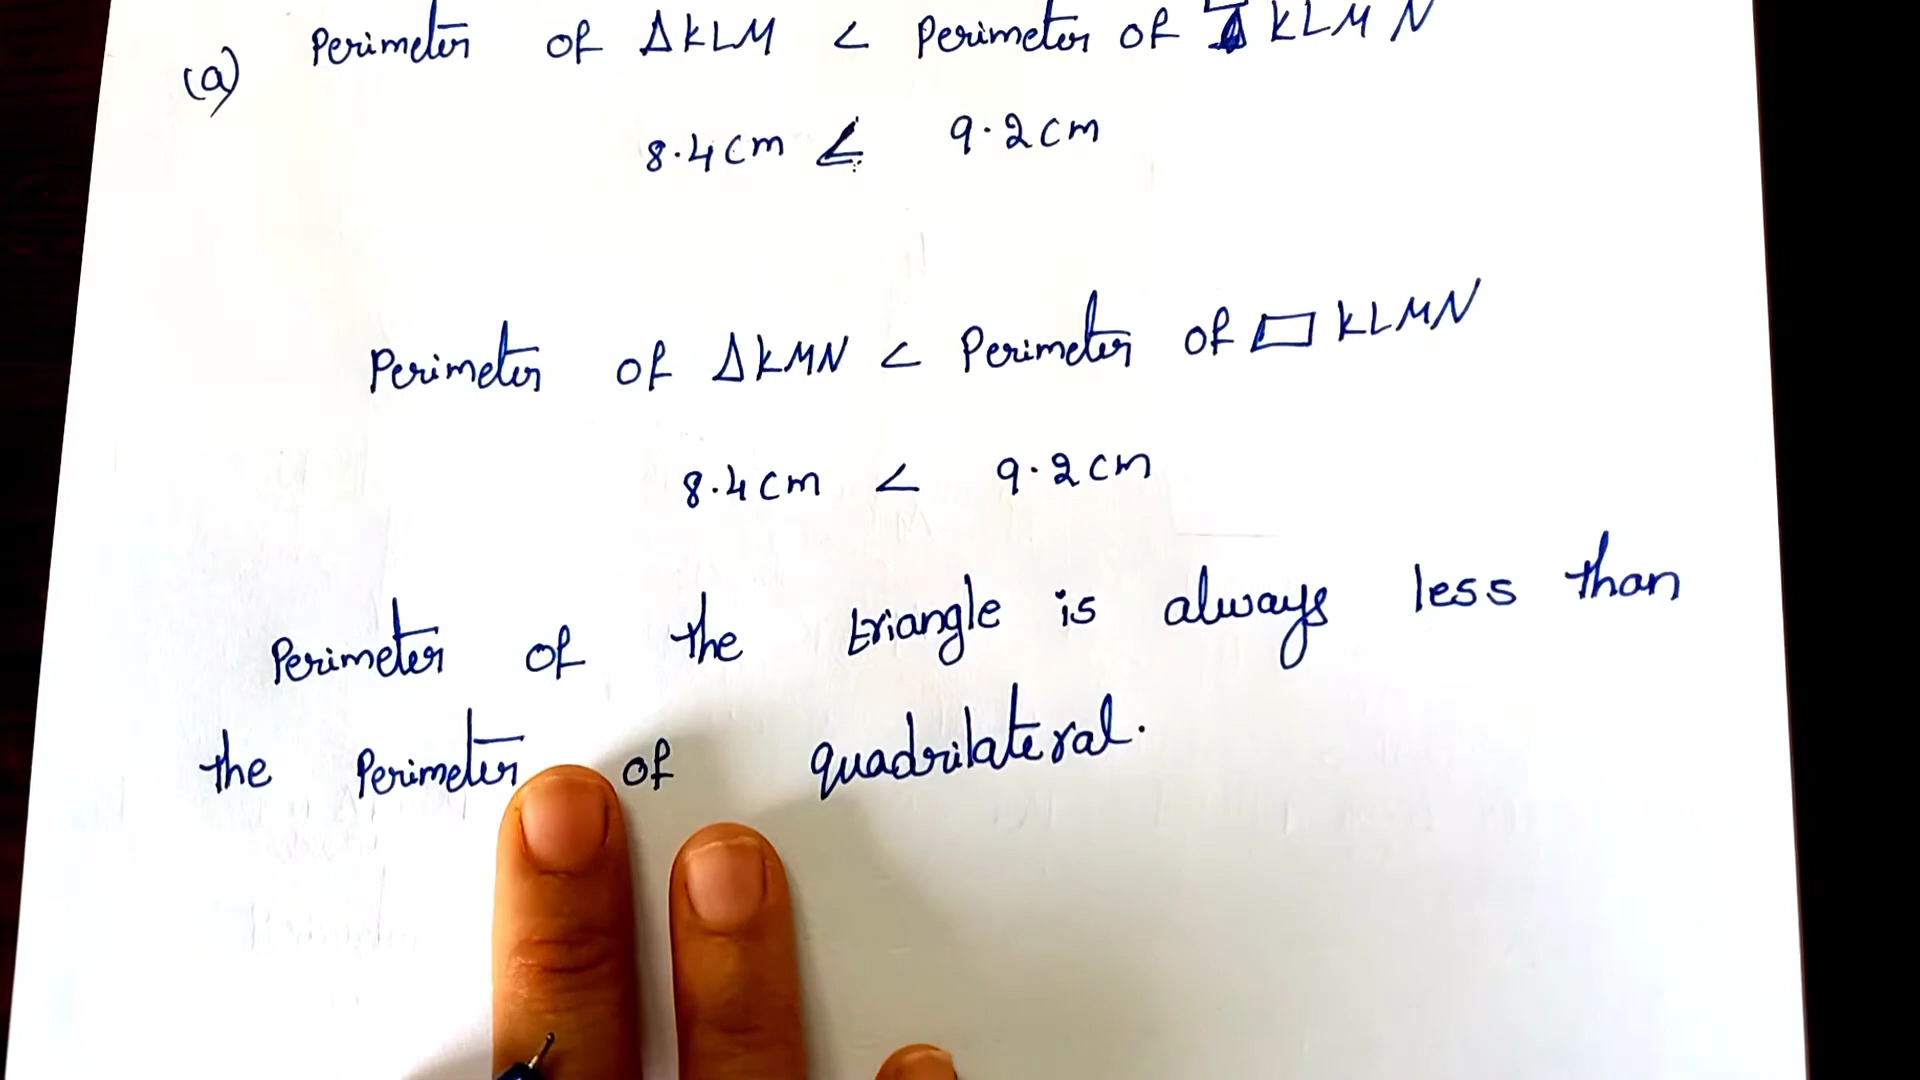 (a) Perimeter of ΔKLM < Perimeter of KLMN
8.4cm < 9.2cm
Perimeter of ΔKMN < Perimeter of ▭ KLMN
8.4cm < 9.2cm
Perimeter of the triangle is always less than
the Perimeter of quadrilateral.